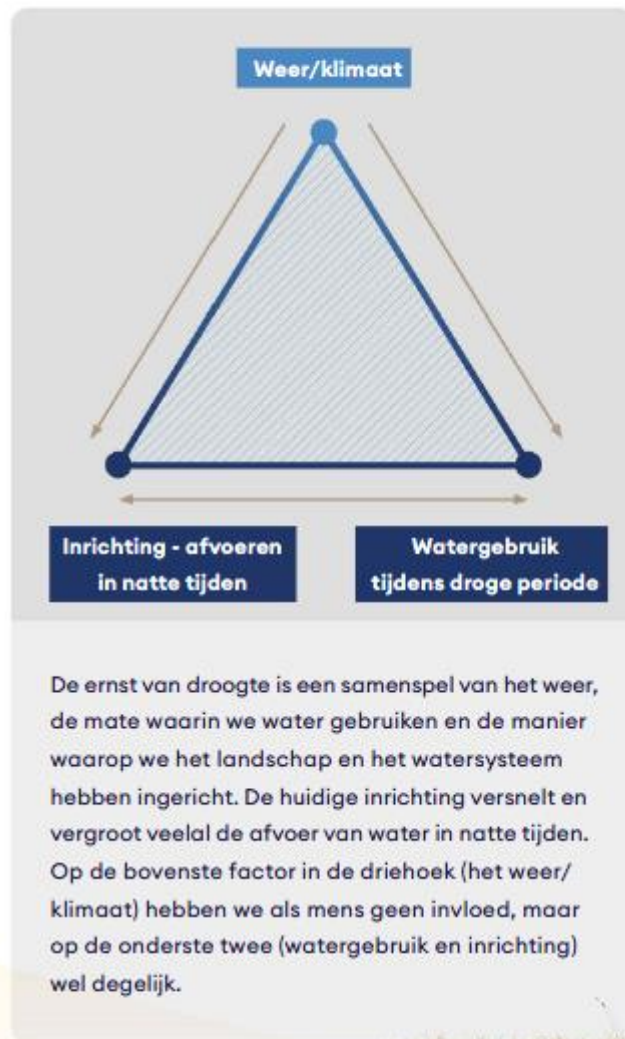 Weer/klimaat
Inrichting - afvoeren
in natte tijden
Watergebruik
tijdens droge periode
De ernst van droogte is een samenspel van het weer,
de mate waarin we water gebruiken en de manier
waarop we het landschap en het watersysteem
hebben ingericht. De huidige inrichting versnelt en
vergroot veelal de afvoer van water in natte tijden.
Op de bovenste factor in de driehoek (het weer/
klimaat) hebben we als mens geen invloed, maar
op de onderste twee (watergebruik en inrichting)
wel degelijk.